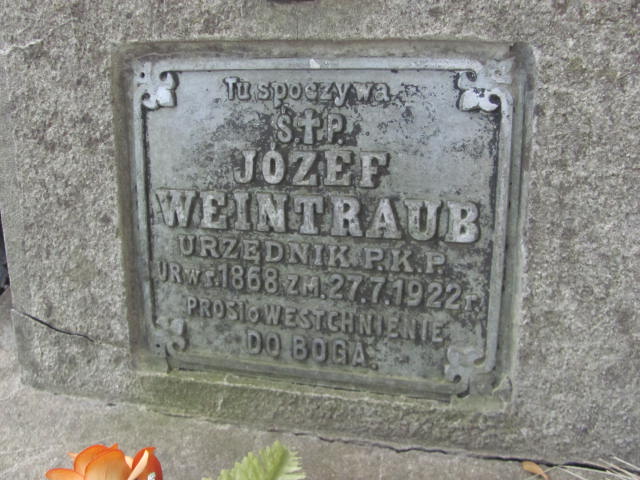 Tu spoczywa
Ś✝P.
JÓZEF
WEINTRAUB
URZĘDNIK P.K.P.
UR w r. 1868. ZM. 27.7.1922 r.
PROSI o WESTCHNIENIE
DO BOGA.